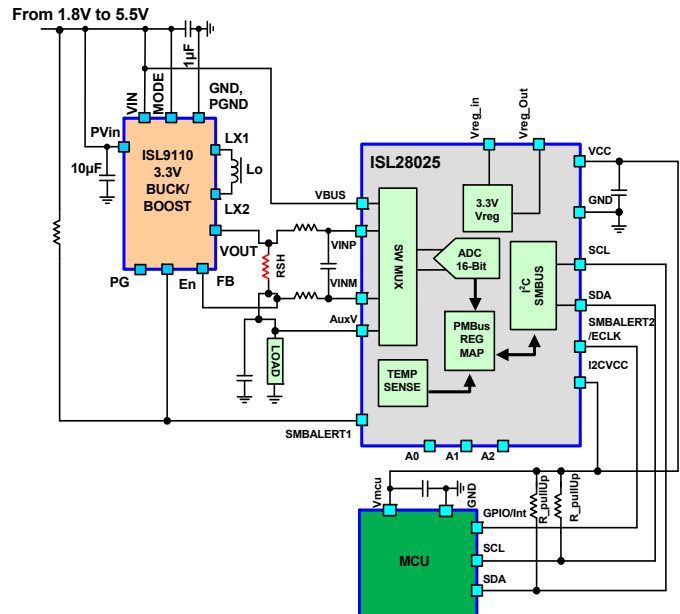 From 1.8V to 5.5V
1µF
VIN
MODE
GND,
PGND
PVin
10µF
ISL9110
3.3V
BUCK/
BOOST
LX1
Lo
LX2
VOUT
PG
En
FB
RSH
LOAD
Vreg_in
Vreg_Out
ISL28025
VBUS
VINP
VINM
AuxV
SMBALERT1
SW MUX
3.3V
Vreg
ADC
16-Bit
PMBus
REG
MAP
TEMP
SENSE
I²C
SMBUS
VCC
GND
SCL
SDA
SMBALERT2
/ECLK
I2CVCC
A0
A1
A2
Vmcu
GND
R_pullUp
R_pullUp
GPIO/Int
SCL
SDA
MCU